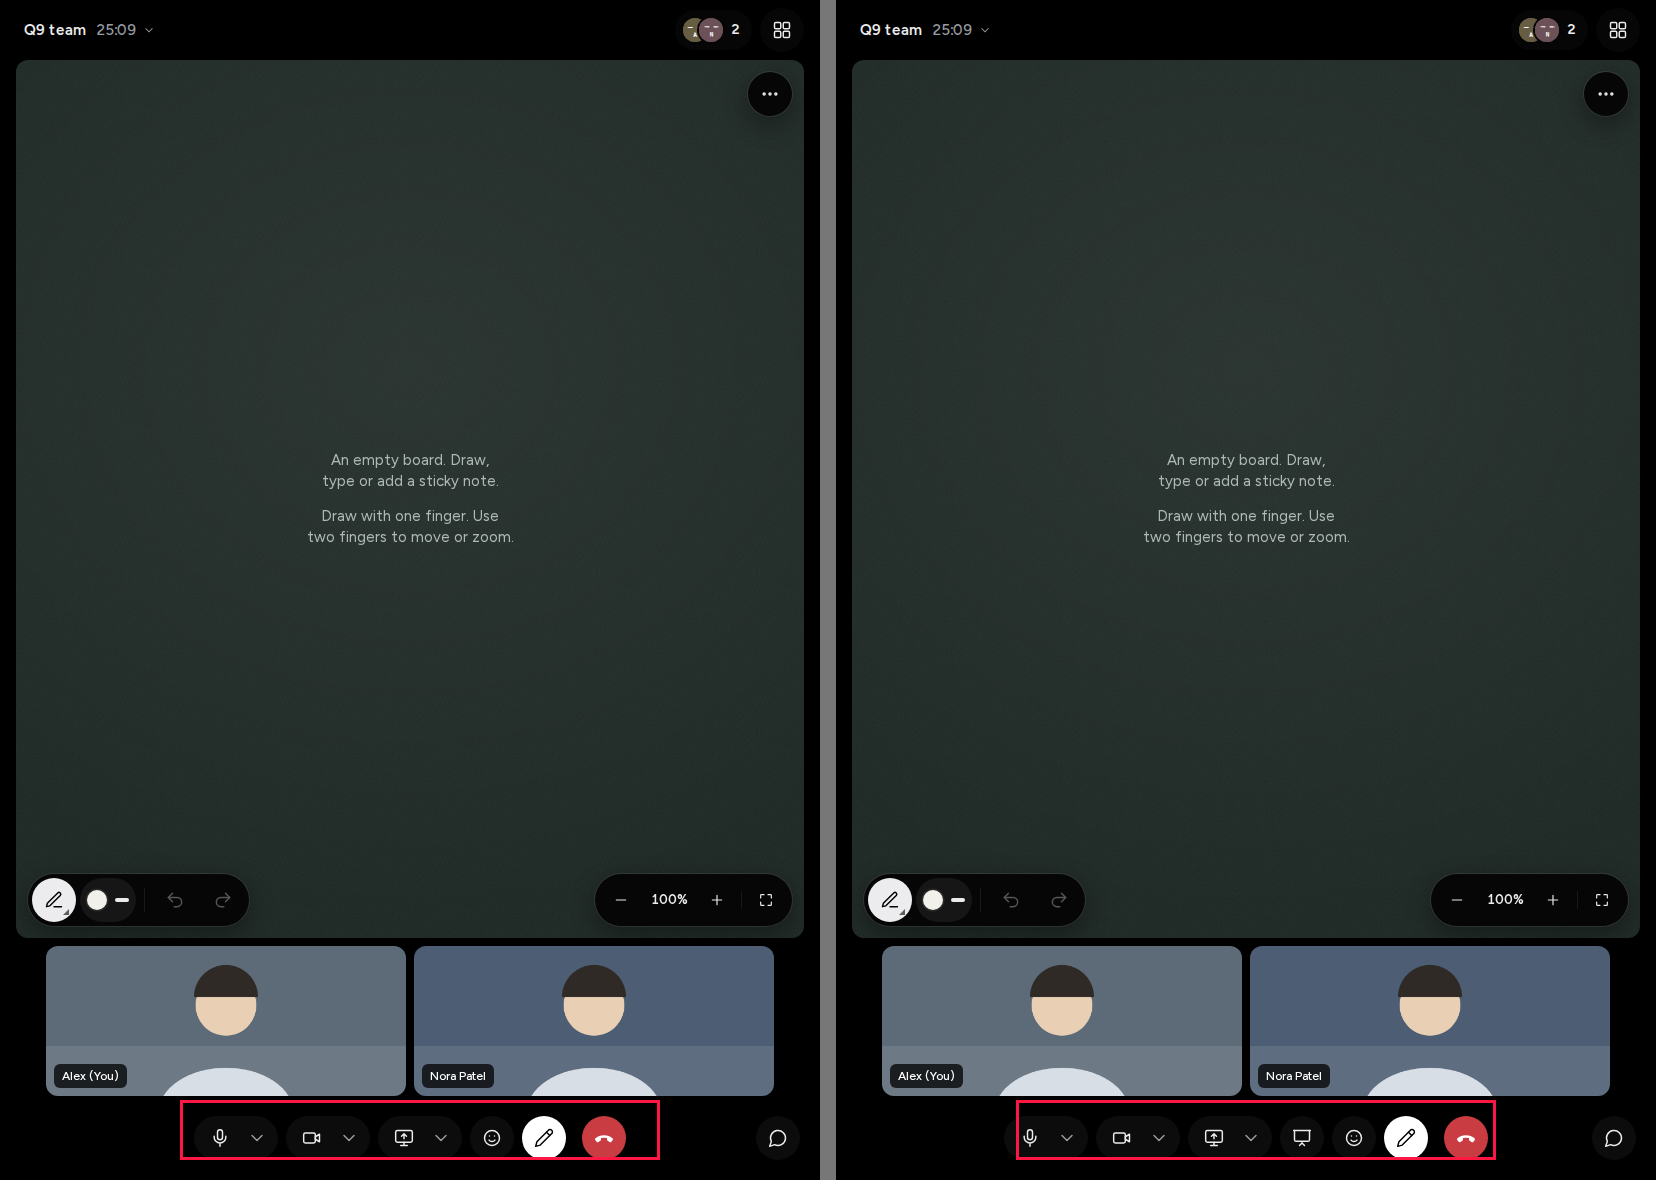 Q9 team 25:09
A N 2
An empty board. Draw,
type or add a sticky note.
Draw with one finger. Use
two fingers to move or zoom.
100%
Alex (You)
Nora Patel
Q9 team 25:09
A N 2
An empty board. Draw,
type or add a sticky note.
Draw with one finger. Use
two fingers to move or zoom.
100%
Alex (You)
Nora Patel